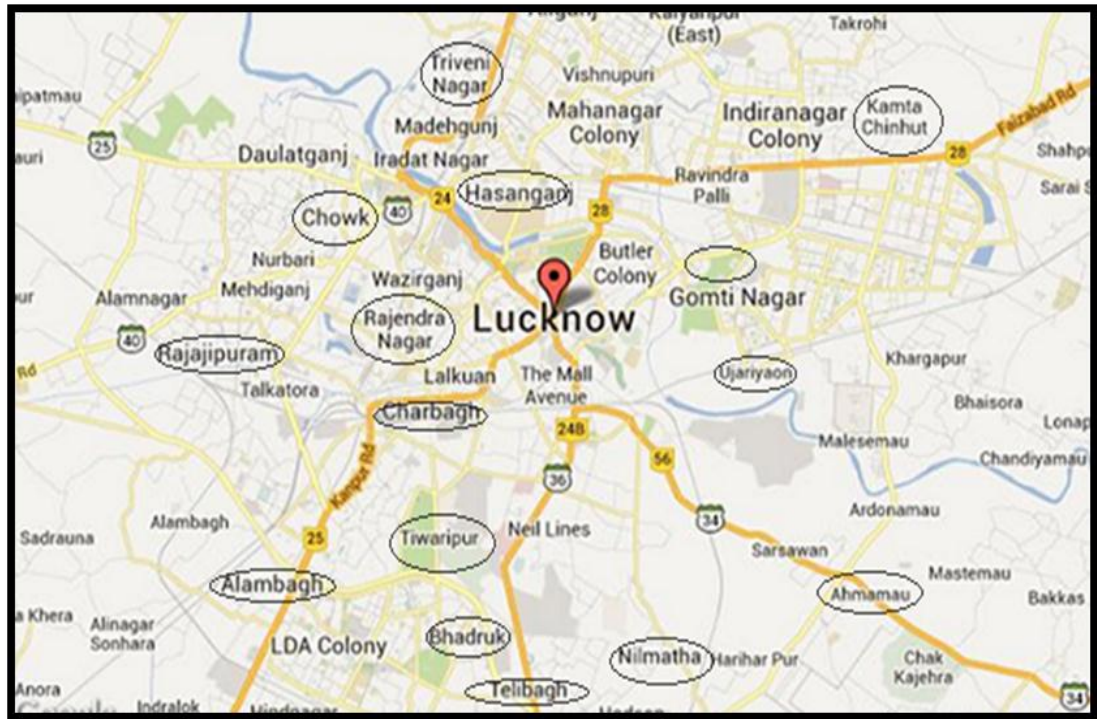 Kalyanpur
(East)
Takrohi
Triveni
Nagar
Vishnupuri
Mahanagar
Colony
Indiranagar
Colony
Kamta
Chinhut
Faizabad Rd
aipatmau
25
Madehgunj
28
auri
Daulatganj
Iradat Nagar
Shahpu
Hasanganj
Ravindra
Palli
Sarai S
24
Chowk
40
28
Nurbari
Wazirganj
Butler
Colony
Mehdiganj
Alamnagar
ur
Gomti Nagar
Rajendra
Nagar
Lucknow
40
Rajajipuram
Khargapur
Rd
Talkatora
Lalkuan
The Mall
Avenue
Ujariyaon
Bhaisora
Charbagh
Lonap
24B
Malesemau
Chandiyamau
56
Kanpur Rd
36
Alambagh
Ardonamau
34
Sadrauna
25
Tiwaripur
Neil Lines
Sarsawan
Alambagh
Mastemau
Ahmamau
Bakkas
a Khera
Alinagar
Sonhara
LDA Colony
Bhadruk
Nilmatha
Harihar Pur
Chak
Kajehra
Telibagh
Anora
34
Indralok